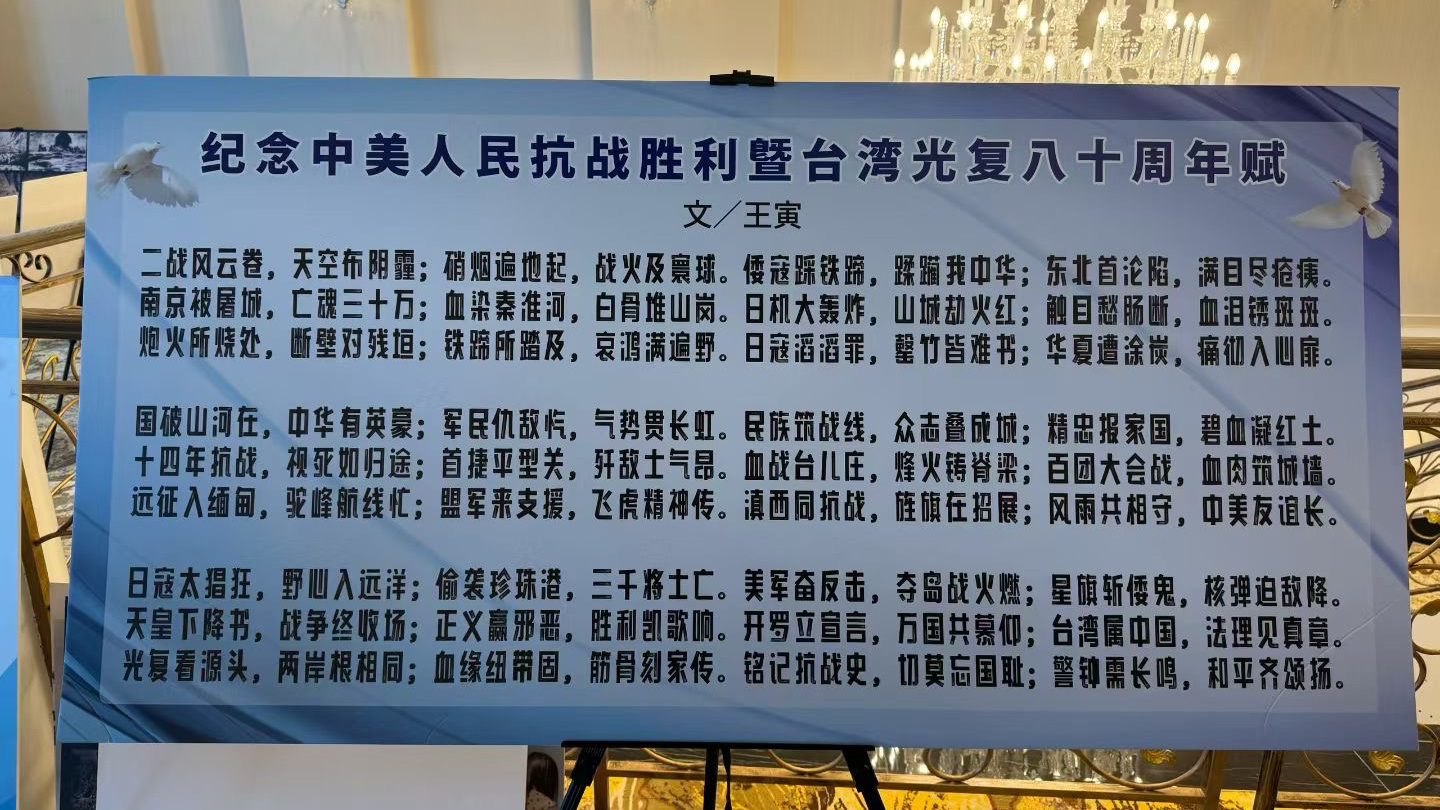 纪念中美人民抗战胜利暨台湾光复八十周年赋
文／王寅
二战风云卷，天空布阴霾；硝烟遍地起，战火及寰球。倭寇踩铁蹄，蹂躏我中华；东北首沦陷，满目尽疮痍。
南京被屠城，亡魂三十万；血染秦淮河，白骨堆山岗。日机大轰炸，山城劫火红；触目愁肠断，血泪锈斑斑。
炮火所烧处，断壁对残垣；铁蹄所踏及，哀鸿满遍野。日寇滔滔罪，罄竹皆难书；华夏遭涂炭，痛彻入心扉。
国破山河在，中华有英豪；军民仇敌忾，气势贯长虹。民族筑战线，众志叠成城；精忠报家国，碧血凝红土。
十四年抗战，视死如归途；首捷平型关，歼敌士气昂。血战台儿庄，烽火铸脊梁；百团大会战，血肉筑城墙。
远征入缅甸，驼峰航线忙；盟军来支援，飞虎精神传。滇西同抗战，旌旗在招展；风雨共相守，中美友谊长。
日寇太猖狂，野心入远洋；偷袭珍珠港，三千将士亡。美军奋反击，夺岛战火燃；星旗斩倭鬼，核弹迫敌降。
天皇下降书，战争终收场；正义赢邪恶，胜利凯歌响。开罗立宣言，万国共慕仰；台湾属中国，法理见真章。
光复看源头，两岸根相同；血缘纽带固，筋骨刻家传。铭记抗战史，切莫忘国耻；警钟需长鸣，和平齐颂扬。